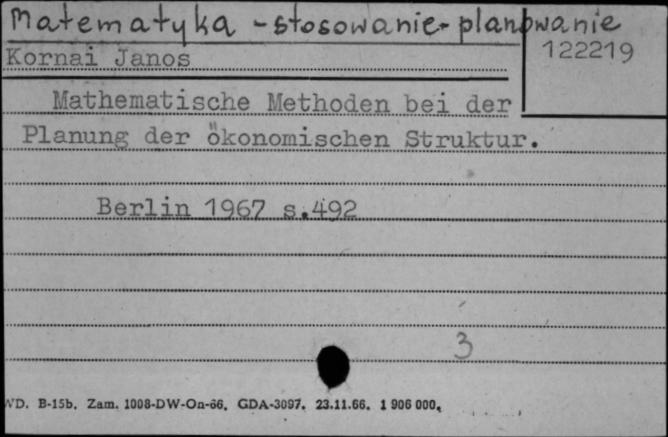 Matematyka - stosowanie - planowanie
122219
Kornai Janos
Mathematische Methoden bei der
Planung der ökonomischen Struktur.
Berlin 1967 s.492
3
WD. B-15b. Zam. 1008-DW-On-66. GDA-3097. 23.11.66. 1 906 000.